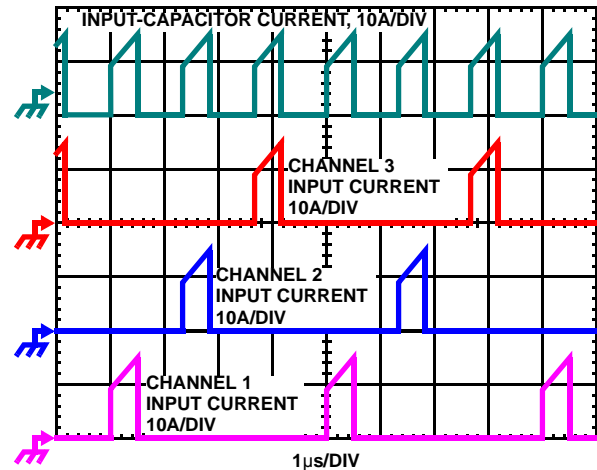 INPUT-CAPACITOR CURRENT, 10A/DIV
CHANNEL 3
INPUT CURRENT
10A/DIV
CHANNEL 2
INPUT CURRENT
10A/DIV
CHANNEL 1
INPUT CURRENT
10A/DIV
1μs/DIV